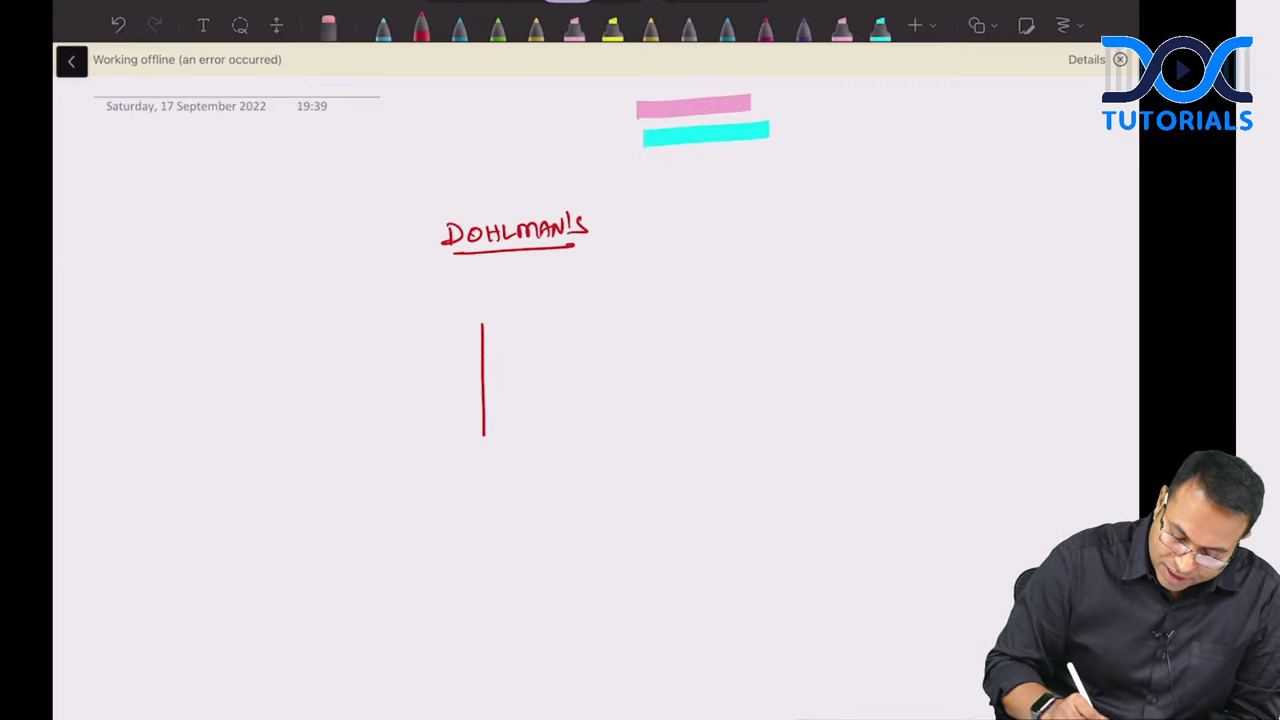 T
Working offline (an error occurred)
Details
Saturday, 17 September 2022 19:39
TUTORIALS
DOHLMAN'S